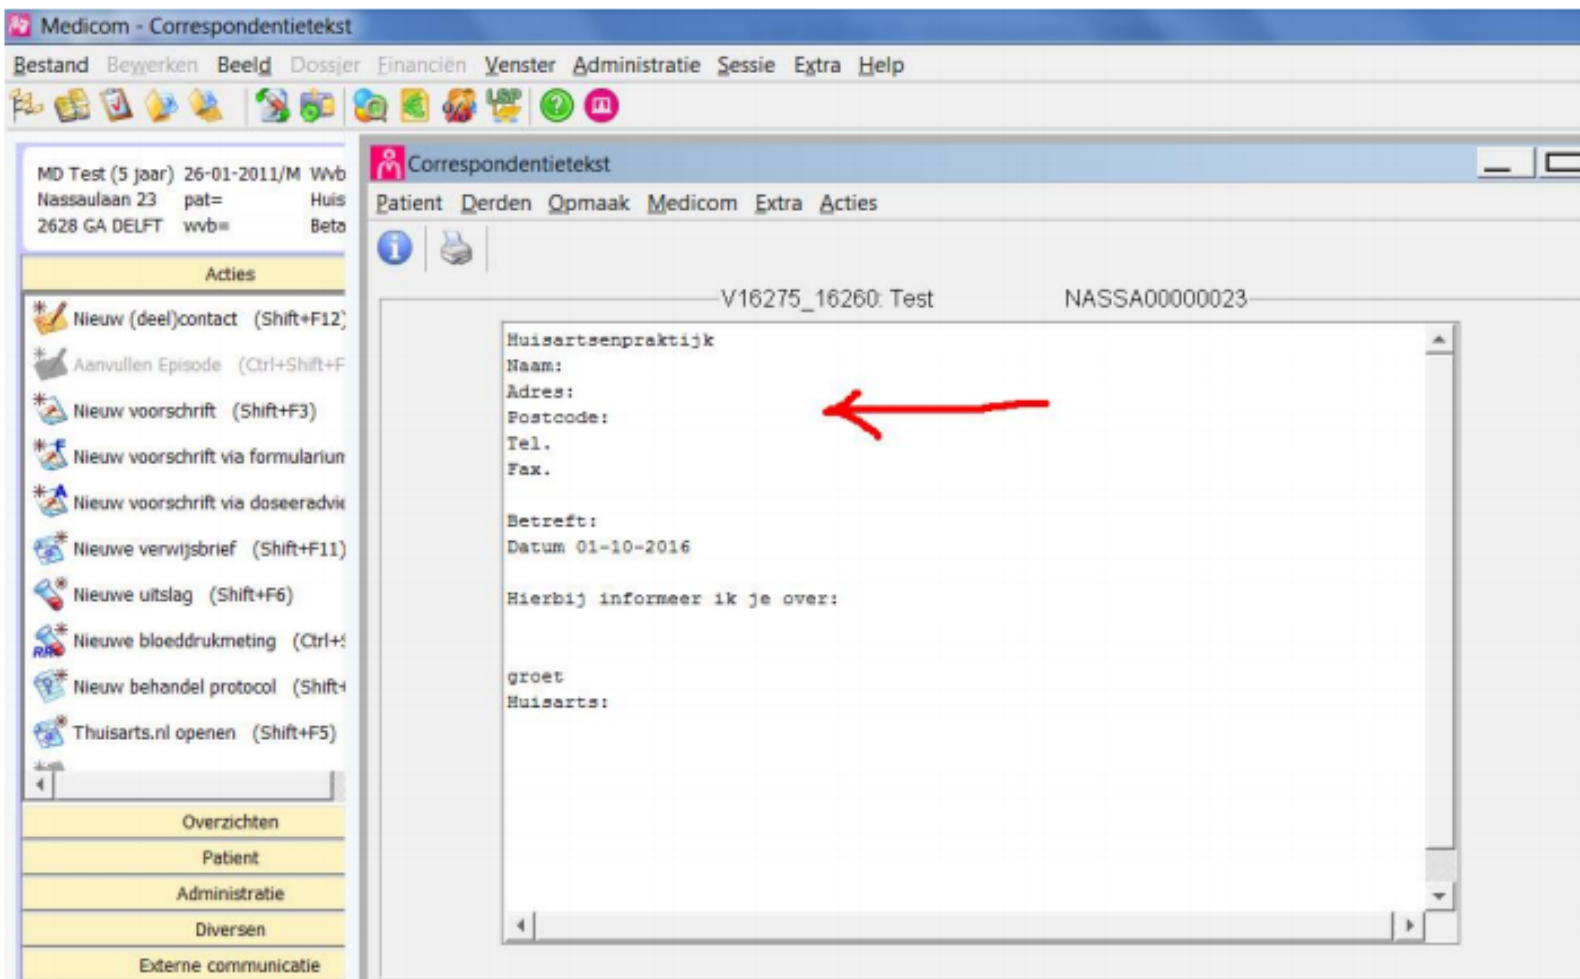 Medicom - Correspondentietekst
Bestand Bewerken Beeld Dossier Financiën Venster Administratie Sessie Extra Help
LSP
MD Test (5 jaar) 26-01-2011/M Wvb
Nassaulaan 23 pat= Huis
2628 GA DELFT wvb= Beta
Acties
Nieuw (deel)contact (Shift+F12)
Aanvullen Episode (Ctrl+Shift+F
Nieuw voorschrift (Shift+F3)
Nieuw voorschrift via formularium
Nieuw voorschrift via doseeradvie
Nieuwe verwijsbrief (Shift+F11)
Nieuwe uitslag (Shift+F6)
Nieuwe bloeddrukmeting (Ctrl+S
Nieuw behandel protocol (Shift+
Thuisarts.nl openen (Shift+F5)
Overzichten
Patient
Administratie
Diversen
Externe communicatie
Correspondentietekst
Patient Derden Opmaak Medicom Extra Acties
V16275_16260: Test NASSA00000023
Huisartsenpraktijk
Naam:
Adres:
Postcode:
Tel.
Fax.
Betreft:
Datum 01-10-2016
Hierbij informeer ik je over:
groet
Huisarts: